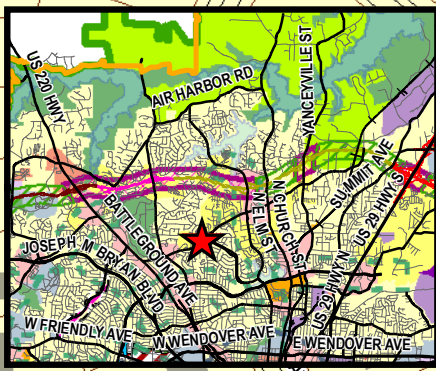 US 220 HWY
AIR HARBOR RD
YANCEYVILLE ST
SUMMIT AVE
US 29 HWY S
N CHURCH ST
N ELM ST
BATTLEGROUND AVE
JOSEPH M BRYAN BLVD
US 29 HWY N
W FRIENDLY AVE
W WENDOVER AVE
E WENDOVER AVE